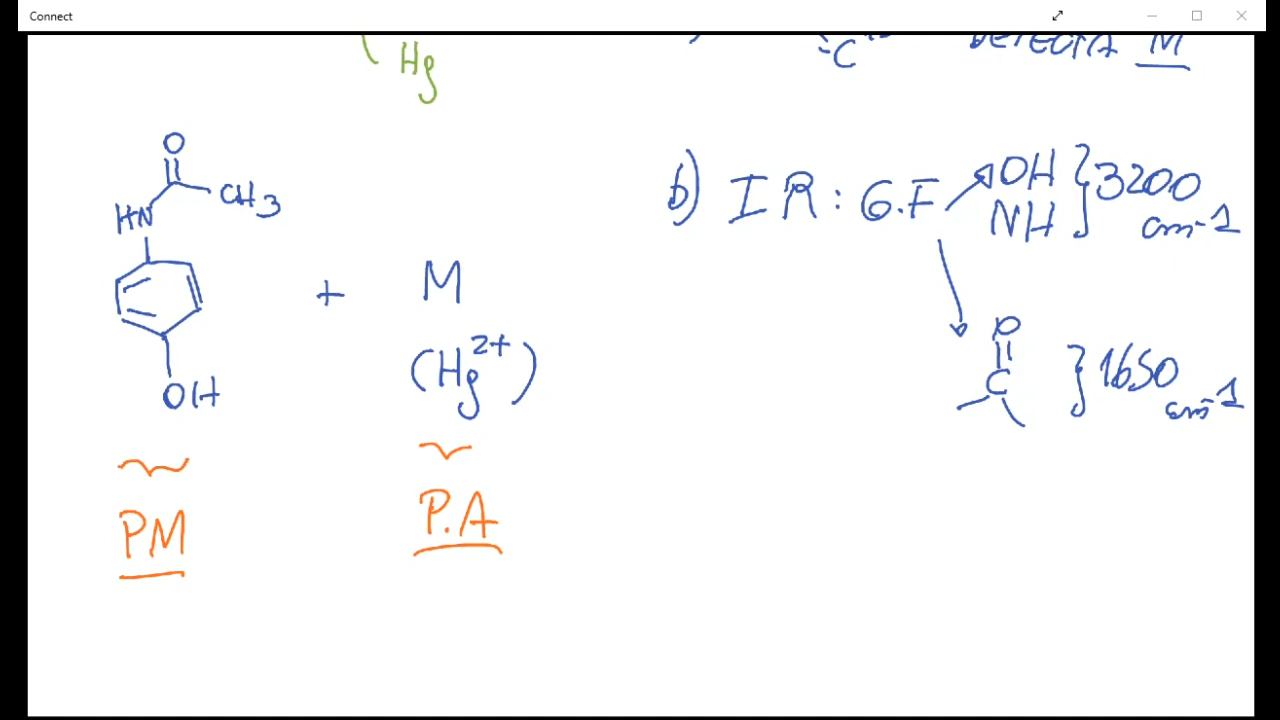 Connect
Hg
=C
DETECTA M
O
CH3
HN
OH
+ M
(Hg2+)
PM
P.A
b) IR: G.F OH } 3200
NH cm-1
O
C } 1650
cm-1